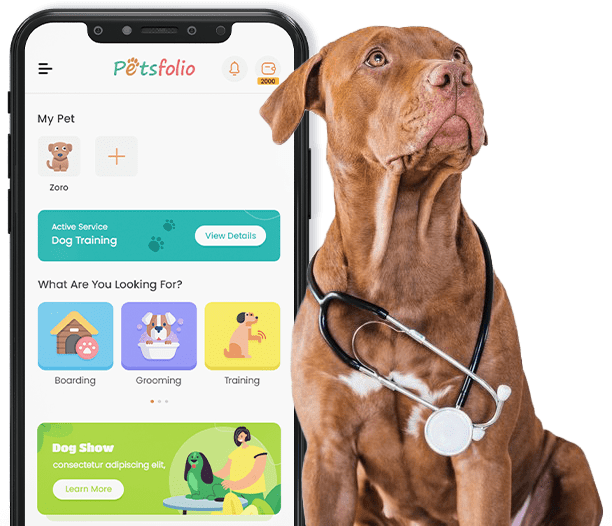 Petsfolio
2000
My Pet
Zoro
Active Service
Dog Training
View Details
What Are You Looking For?
Boarding
Grooming
Training
Dog Show
consectetur adipiscing elit,
Learn More